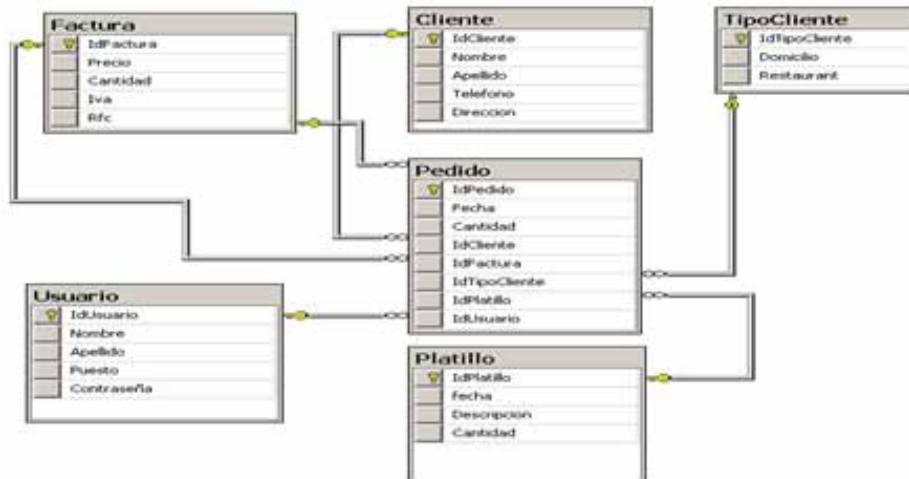 Factura
IdFactura
Precio
Cantidad
Iva
Rfc
Cliente
IdCliente
Nombre
Apellido
Telefono
Direccion
TipoCliente
IdTipoCliente
Domicilio
Restaurant
Pedido
IdPedido
Fecha
Cantidad
IdCliente
IdFactura
IdTipoCliente
IdPlatillo
IdUsuario
Usuario
IdUsuario
Nombre
Apellido
Puesto
Contraseña
Platillo
IdPlatillo
fecha
Descripcion
Cantidad